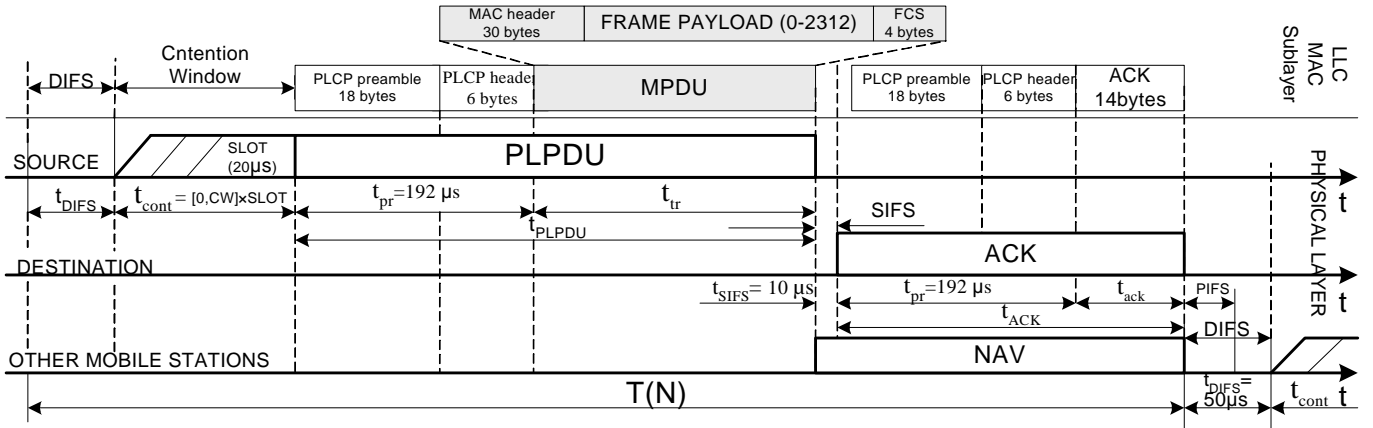 MAC header
30 bytes
FRAME PAYLOAD (0-2312)
FCS
4 bytes
DIFS
Cntention
Window
PLCP preamble
18 bytes
PLCP header
6 bytes
MPDU
PLCP preamble
18 bytes
PLCP header
6 bytes
ACK
14bytes
LLC
MAC
Sublayer
SOURCE
SLOT
(20µs)
PLPDU
PHYSICAL LAYER
t
tDIFS
tcont = [0,CW]×SLOT
tpr=192 µs
ttr
tPLPDU
SIFS
DESTINATION
ACK
t
tSIFS= 10 µs
tpr=192 µs
tack
PIFS
tACK
DIFS
OTHER MOBILE STATIONS
NAV
t
T(N)
tDIFS=
50µs
tcont